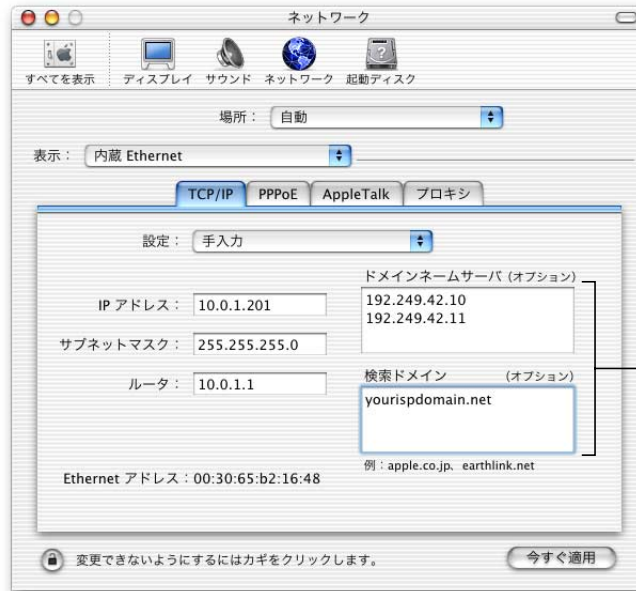 ネットワーク
すべてを表示 ディスプレイ サウンド ネットワーク 起動ディスク
場所： 自動
表示： 内蔵 Ethernet
TCP/IP PPPoE AppleTalk プロキシ
設定： 手入力
ドメインネームサーバ (オプション)
192.249.42.10
192.249.42.11
IP アドレス： 10.0.1.201
サブネットマスク： 255.255.255.0
ルータ： 10.0.1.1
検索ドメイン (オプション)
yourispdomain.net
例：apple.co.jp、earthlink.net
Ethernet アドレス：00:30:65:b2:16:48
変更できないようにするにはカギをクリックします。
今すぐ適用